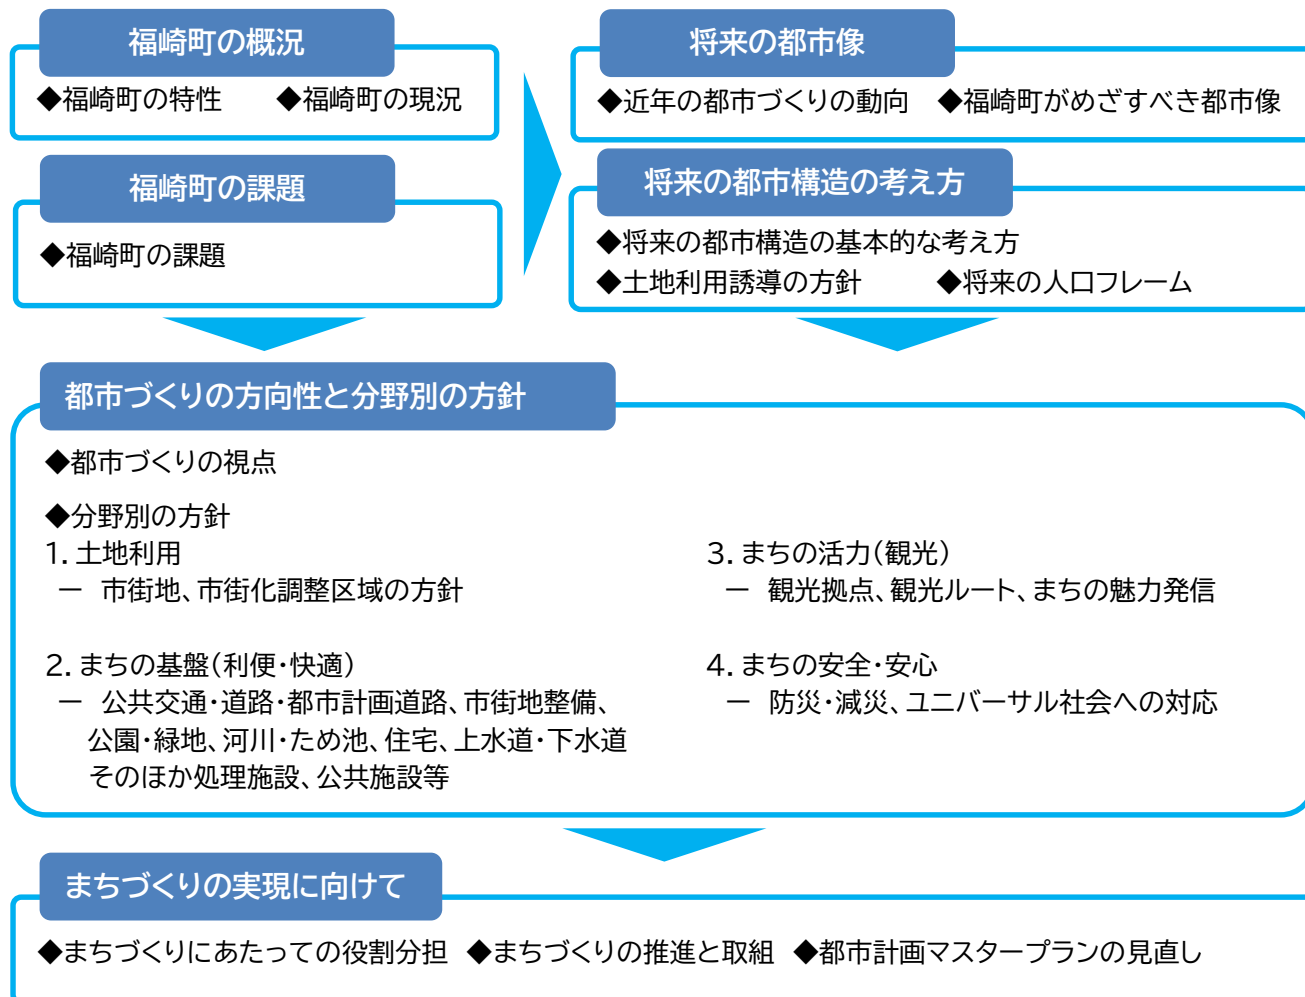 福崎町の概況
◆福崎町の特性 ◆福崎町の現況
福崎町の課題
◆福崎町の課題
将来の都市像
◆近年の都市づくりの動向 ◆福崎町がめざすべき都市像
将来の都市構造の考え方
◆将来の都市構造の基本的な考え方
◆土地利用誘導の方針 ◆将来の人口フレーム
都市づくりの方向性と分野別の方針
◆都市づくりの視点
◆分野別の方針
1. 土地利用
― 市街地、市街化調整区域の方針
2. まちの基盤(利便・快適)
― 公共交通・道路・都市計画道路、市街地整備、
公園・緑地、河川・ため池、住宅、上水道・下水道
そのほか処理施設、公共施設等
3. まちの活力(観光)
― 観光拠点、観光ルート、まちの魅力発信
4. まちの安全・安心
― 防災・減災、ユニバーサル社会への対応
まちづくりの実現に向けて
◆まちづくりにあたっての役割分担 ◆まちづくりの推進と取組 ◆都市計画マスタープランの見直し